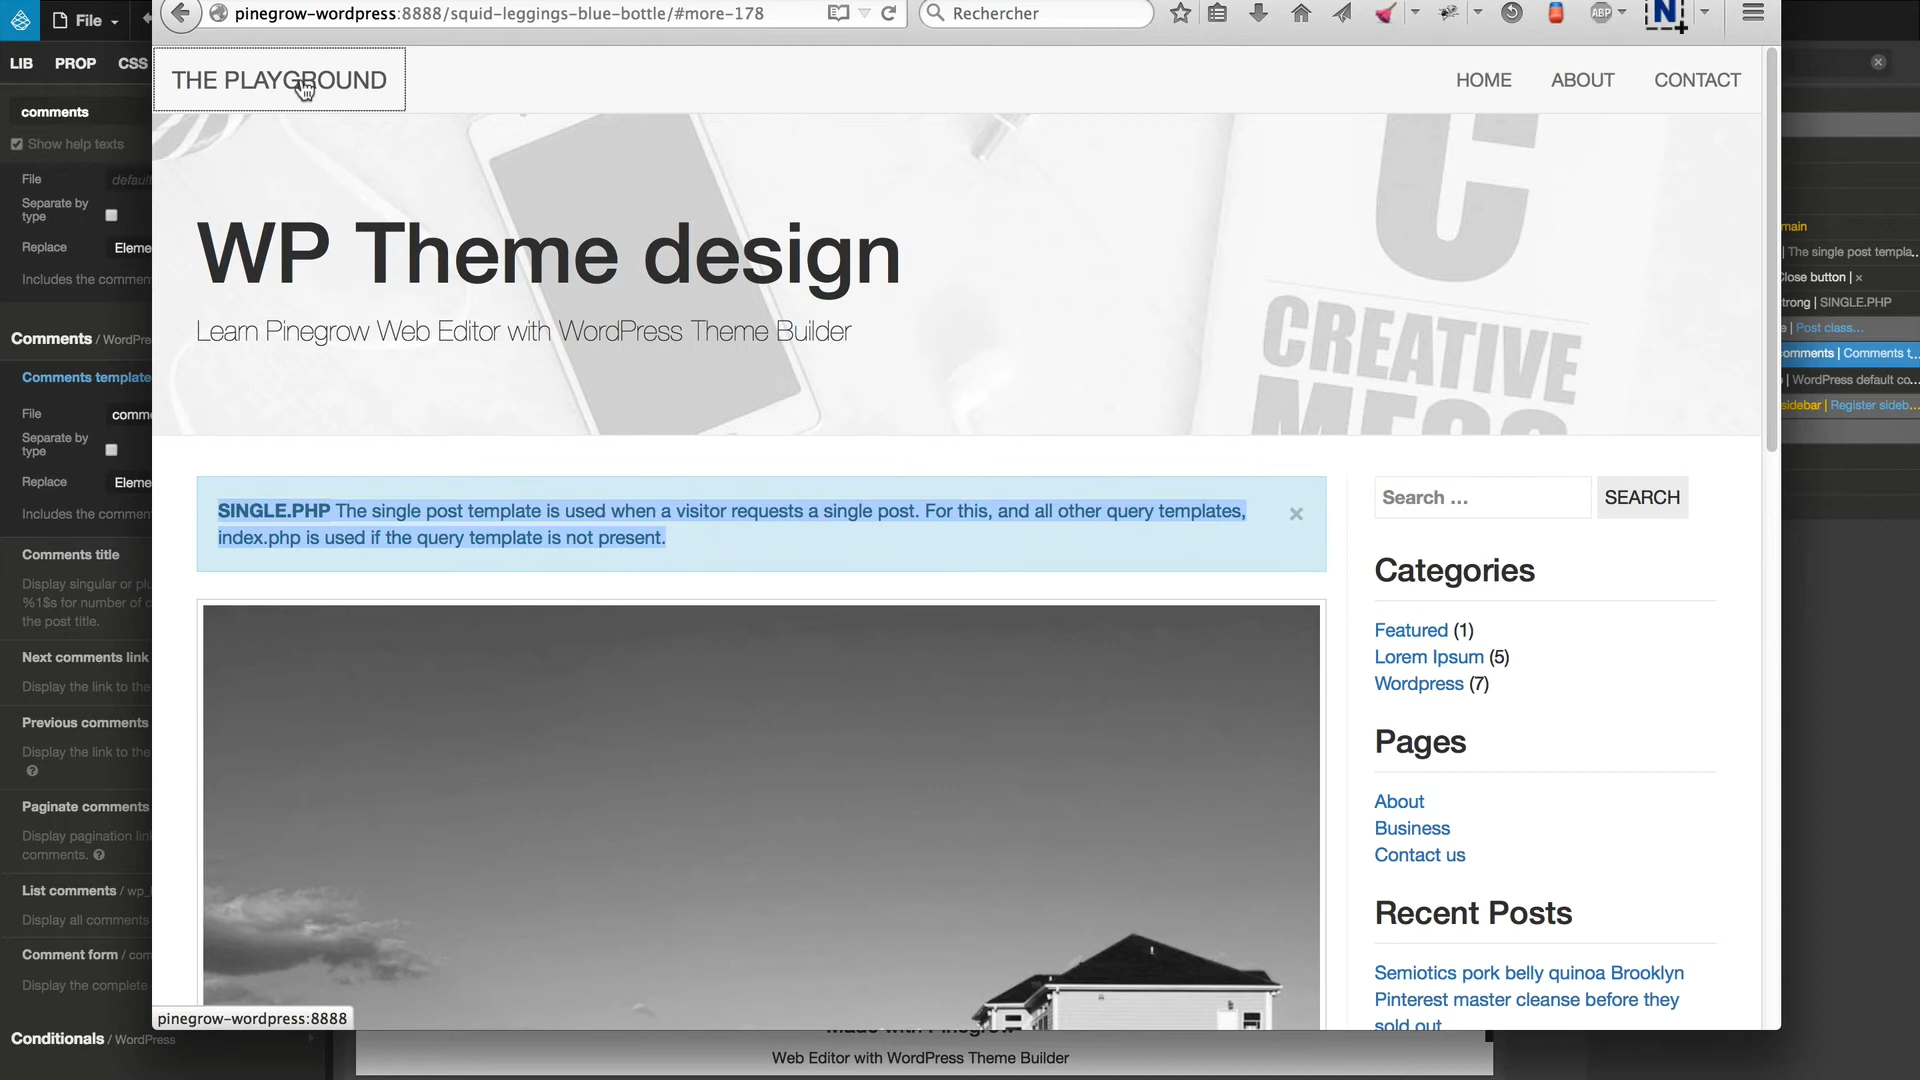 File
pinegrow-wordpress:8888/squid-leggings-blue-bottle/#more-178
Rechercher
ABP
N
LIB PROP CSS
comments
Show help texts
File default
Separate by
type
Replace Eleme
Includes the commen
Comments / WordPre
Comments template
File comme
Separate by
type
Replace Eleme
Includes the commen
Comments title
Display singular or plu
%1$s for number of c
the post title.
Next comments link
Display the link to the
Previous comments
Display the link to the
Paginate comments
Display pagination lin
comments.
List comments / wp_
Display all comments
Comment form / com
Display the complete
Conditionals / WordPress
THE PLAYGROUND
HOME ABOUT CONTACT
WP Theme design
Learn Pinegrow Web Editor with WordPress Theme Builder
C
CREATIVE
MESS
SINGLE.PHP The single post template is used when a visitor requests a single post. For this, and all other query templates,
index.php is used if the query template is not present.
×
Search ... SEARCH
Categories
Featured (1)
Lorem Ipsum (5)
Wordpress (7)
Pages
About
Business
Contact us
Recent Posts
Semiotics pork belly quinoa Brooklyn
Pinterest master cleanse before they
sold out
main
| The single post templa...
Close button | ×
trong | SINGLE.PHP
e | Post class...
omments | Comments t...
| WordPress default co...
sidebar | Register sideb...
pinegrow-wordpress:8888
Made with Pinegrow
Web Editor with WordPress Theme Builder